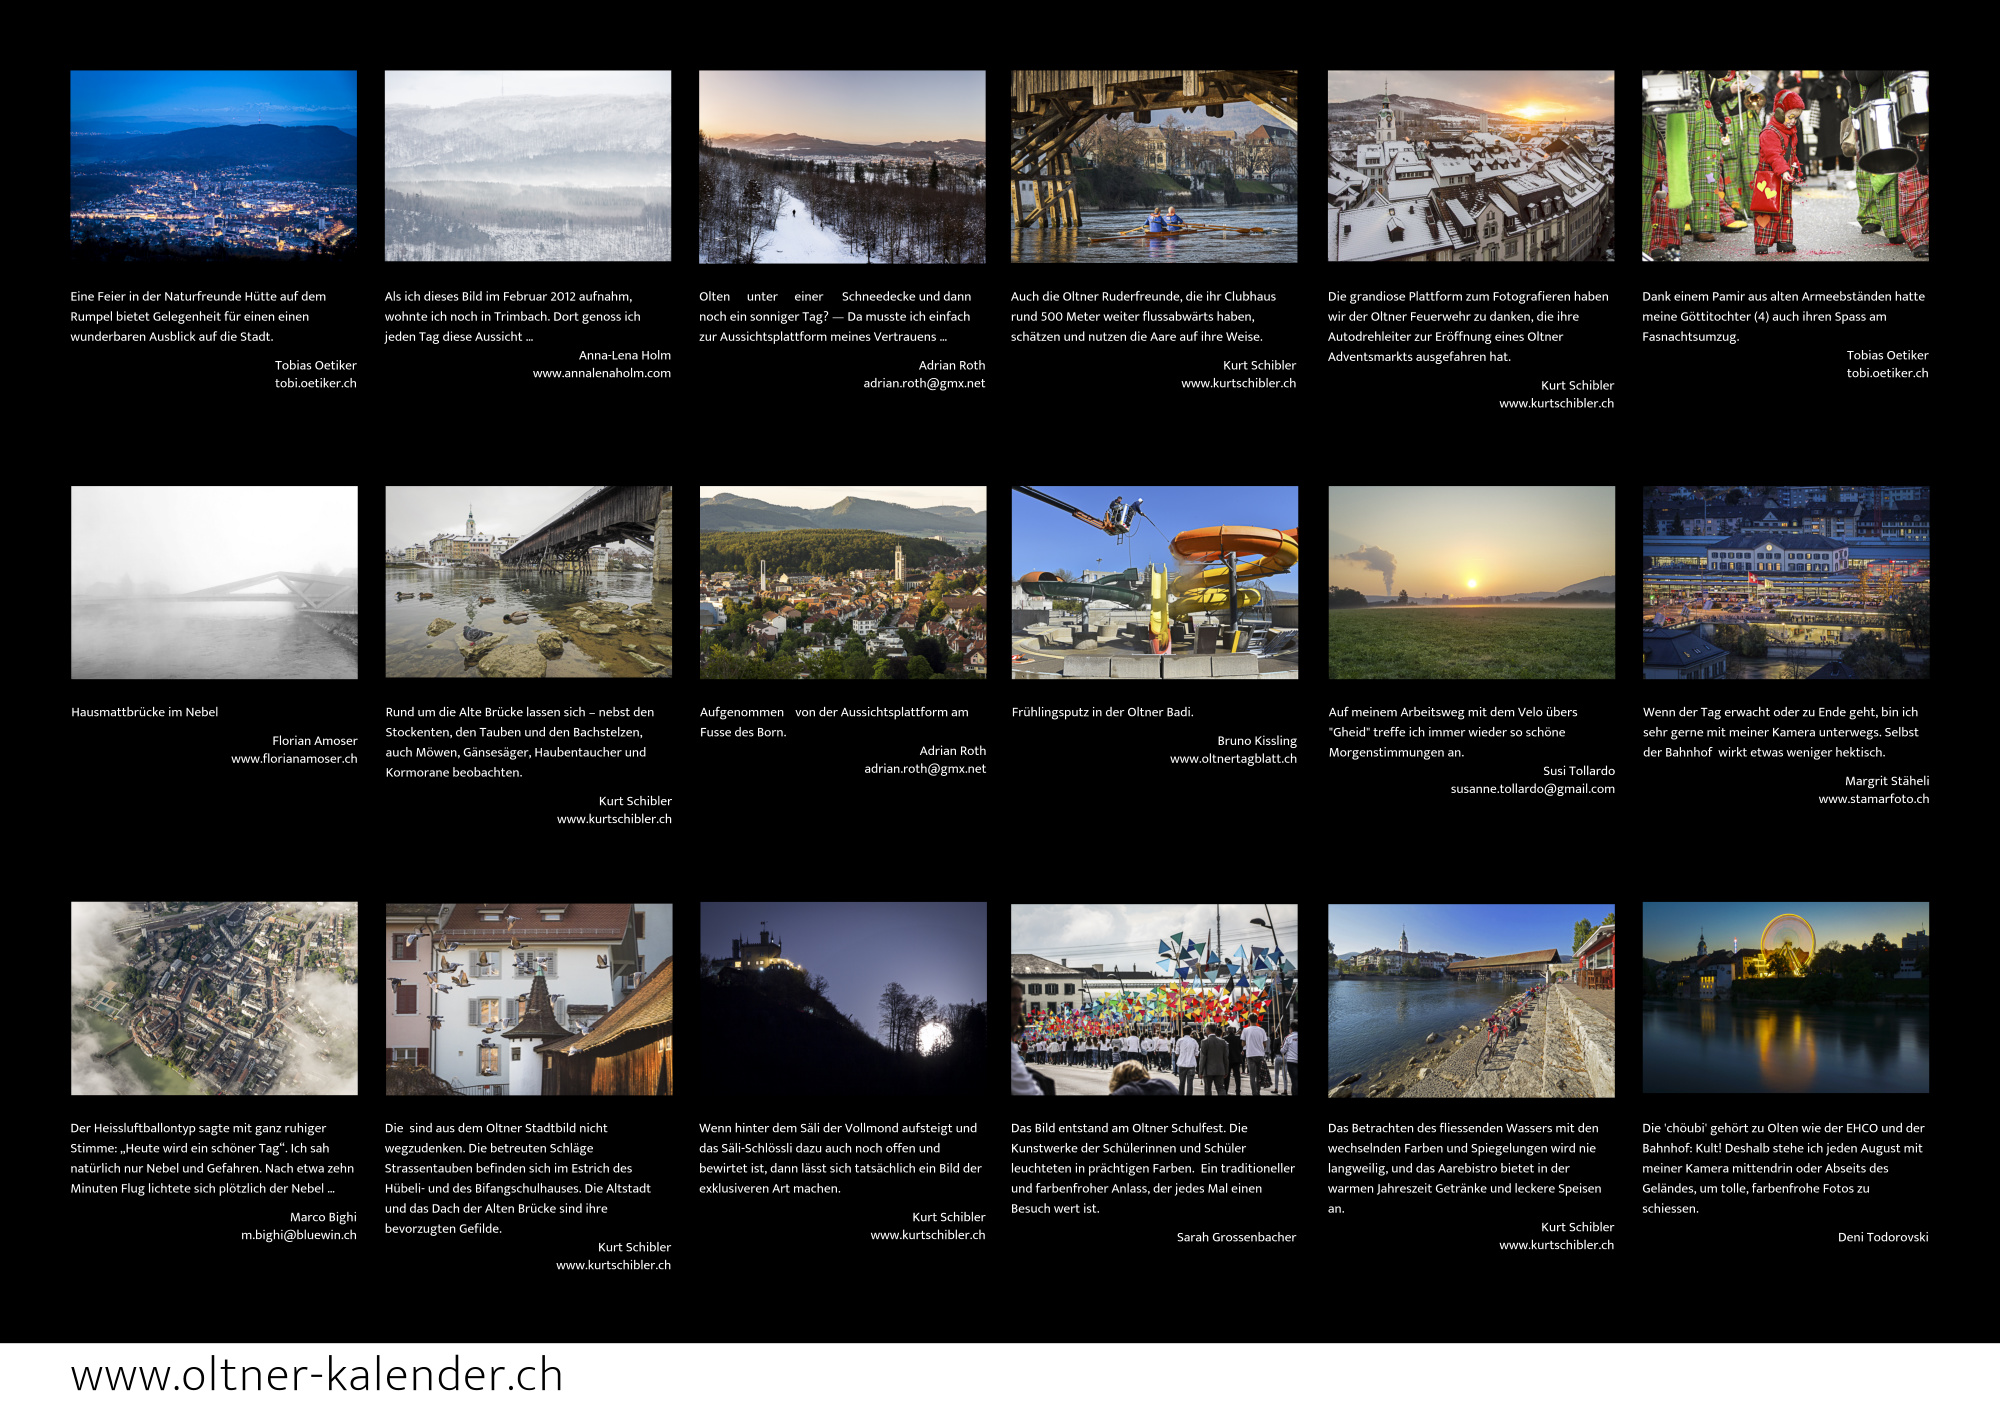 Eine Feier in der Naturfreunde Hütte auf dem
Rumpel bietet Gelegenheit für einen einen
wunderbaren Ausblick auf die Stadt.
Tobias Oetiker
tobi.oetiker.ch
Als ich dieses Bild im Februar 2012 aufnahm,
wohnte ich noch in Trimbach. Dort genoss ich
jeden Tag diese Aussicht ...
Anna-Lena Holm
www.annalenaholm.com
Olten unter einer Schneedecke und dann
noch ein sonniger Tag? — Da musste ich einfach
zur Aussichtsplattform meines Vertrauens ...
Adrian Roth
adrian.roth@gmx.net
Auch die Oltner Ruderfreunde, die ihr Clubhaus
rund 500 Meter weiter flussabwärts haben,
schätzen und nutzen die Aare auf ihre Weise.
Kurt Schibler
www.kurtschibler.ch
Die grandiose Plattform zum Fotografieren haben
wir der Oltner Feuerwehr zu danken, die ihre
Autodrehleiter zur Eröffnung eines Oltner
Adventsmarkts ausgefahren hat.
Kurt Schibler
www.kurtschibler.ch
Dank einem Pamir aus alten Armeebständen hatte
meine Göttitochter (4) auch ihren Spass am
Fasnachtsumzug.
Tobias Oetiker
tobi.oetiker.ch
Hausmattbrücke im Nebel
Florian Amoser
www.florianamoser.ch
Rund um die Alte Brücke lassen sich – nebst den
Stockenten, den Tauben und den Bachstelzen,
auch Möwen, Gänsesäger, Haubentaucher und
Kormorane beobachten.
Kurt Schibler
www.kurtschibler.ch
Aufgenommen von der Aussichtsplattform am
Fusse des Born.
Adrian Roth
adrian.roth@gmx.net
Frühlingsputz in der Oltner Badi.
Bruno Kissling
www.oltnertagblatt.ch
Auf meinem Arbeitsweg mit dem Velo übers
"Gheid" treffe ich immer wieder so schöne
Morgenstimmungen an.
Susi Tollardo
susanne.tollardo@gmail.com
Wenn der Tag erwacht oder zu Ende geht, bin ich
sehr gerne mit meiner Kamera unterwegs. Selbst
der Bahnhof wirkt etwas weniger hektisch.
Margrit Stäheli
www.stamarfoto.ch
Der Heissluftballontyp sagte mit ganz ruhiger
Stimme: „Heute wird ein schöner Tag“. Ich sah
natürlich nur Nebel und Gefahren. Nach etwa zehn
Minuten Flug lichtete sich plötzlich der Nebel ...
Marco Bighi
m.bighi@bluewin.ch
Die sind aus dem Oltner Stadtbild nicht
wegzudenken. Die betreuten Schläge
Strassentauben befinden sich im Estrich des
Hübeli- und des Bifangschulhauses. Die Altstadt
und das Dach der Alten Brücke sind ihre
bevorzugten Gefilde.
Kurt Schibler
www.kurtschibler.ch
Wenn hinter dem Säli der Vollmond aufsteigt und
das Säli-Schlössli dazu auch noch offen und
bewirtet ist, dann lässt sich tatsächlich ein Bild der
exklusiveren Art machen.
Kurt Schibler
www.kurtschibler.ch
Das Bild entstand am Oltner Schulfest. Die
Kunstwerke der Schülerinnen und Schüler
leuchteten in prächtigen Farben. Ein traditioneller
und farbenfroher Anlass, der jedes Mal einen
Besuch wert ist.
Sarah Grossenbacher
Das Betrachten des fliessenden Wassers mit den
wechselnden Farben und Spiegelungen wird nie
langweilig, und das Aarebistro bietet in der
warmen Jahreszeit Getränke und leckere Speisen
an.
Kurt Schibler
www.kurtschibler.ch
Die 'chöubi' gehört zu Olten wie der EHCO und der
Bahnhof: Kult! Deshalb stehe ich jeden August mit
meiner Kamera mittendrin oder Abseits des
Geländes, um tolle, farbenfrohe Fotos zu
schiessen.
Deni Todorovski
www.oltner-kalender.ch